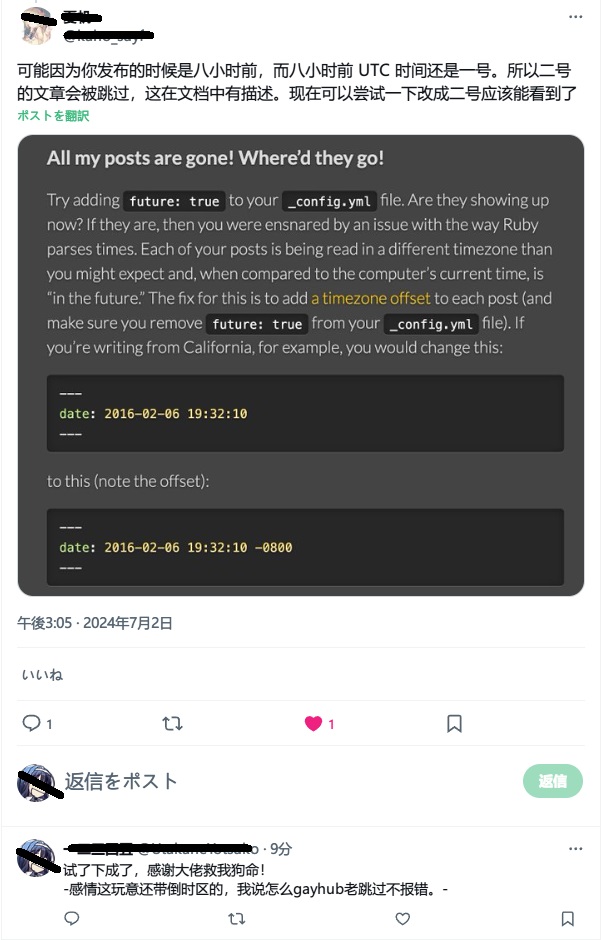 可能因为你发布的时候是八小时前，而八小时前 UTC 时间还是一号。所以二号
的文章会被跳过，这在文档中有描述。现在可以尝试一下改成二号应该能看到了
ポストを翻訳
All my posts are gone! Where’d they go!
Try adding future: true to your _config.yml file. Are they showing up
now? If they are, then you were ensnared by an issue with the way Ruby
parses times. Each of your posts is being read in a different timezone than
you might expect and, when compared to the computer’s current time, is
“in the future.” The fix for this is to add a timezone offset to each post (and
make sure you remove future: true from your _config.yml file). If
you’re writing from California, for example, you would change this:
---
date: 2016-02-06 19:32:10
---
to this (note the offset):
---
date: 2016-02-06 19:32:10 -0800
---
午後3:05 · 2024年7月2日
いいね
1
1
返信をポスト
返信
· 9分
试了下成了，感谢大佬救我狗命！
-感情这玩意还带倒时区的，我说怎么gayhub老跳过不报错。-